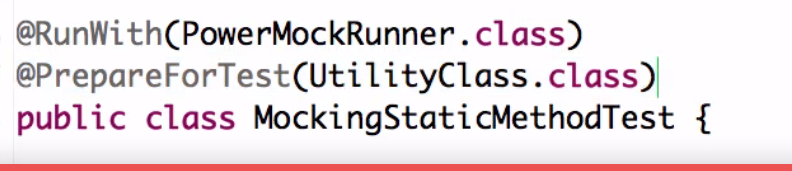 @RunWith(PowerMockRunner.class)
@PrepareForTest(UtilityClass.class)
public class MockingStaticMethodTest {